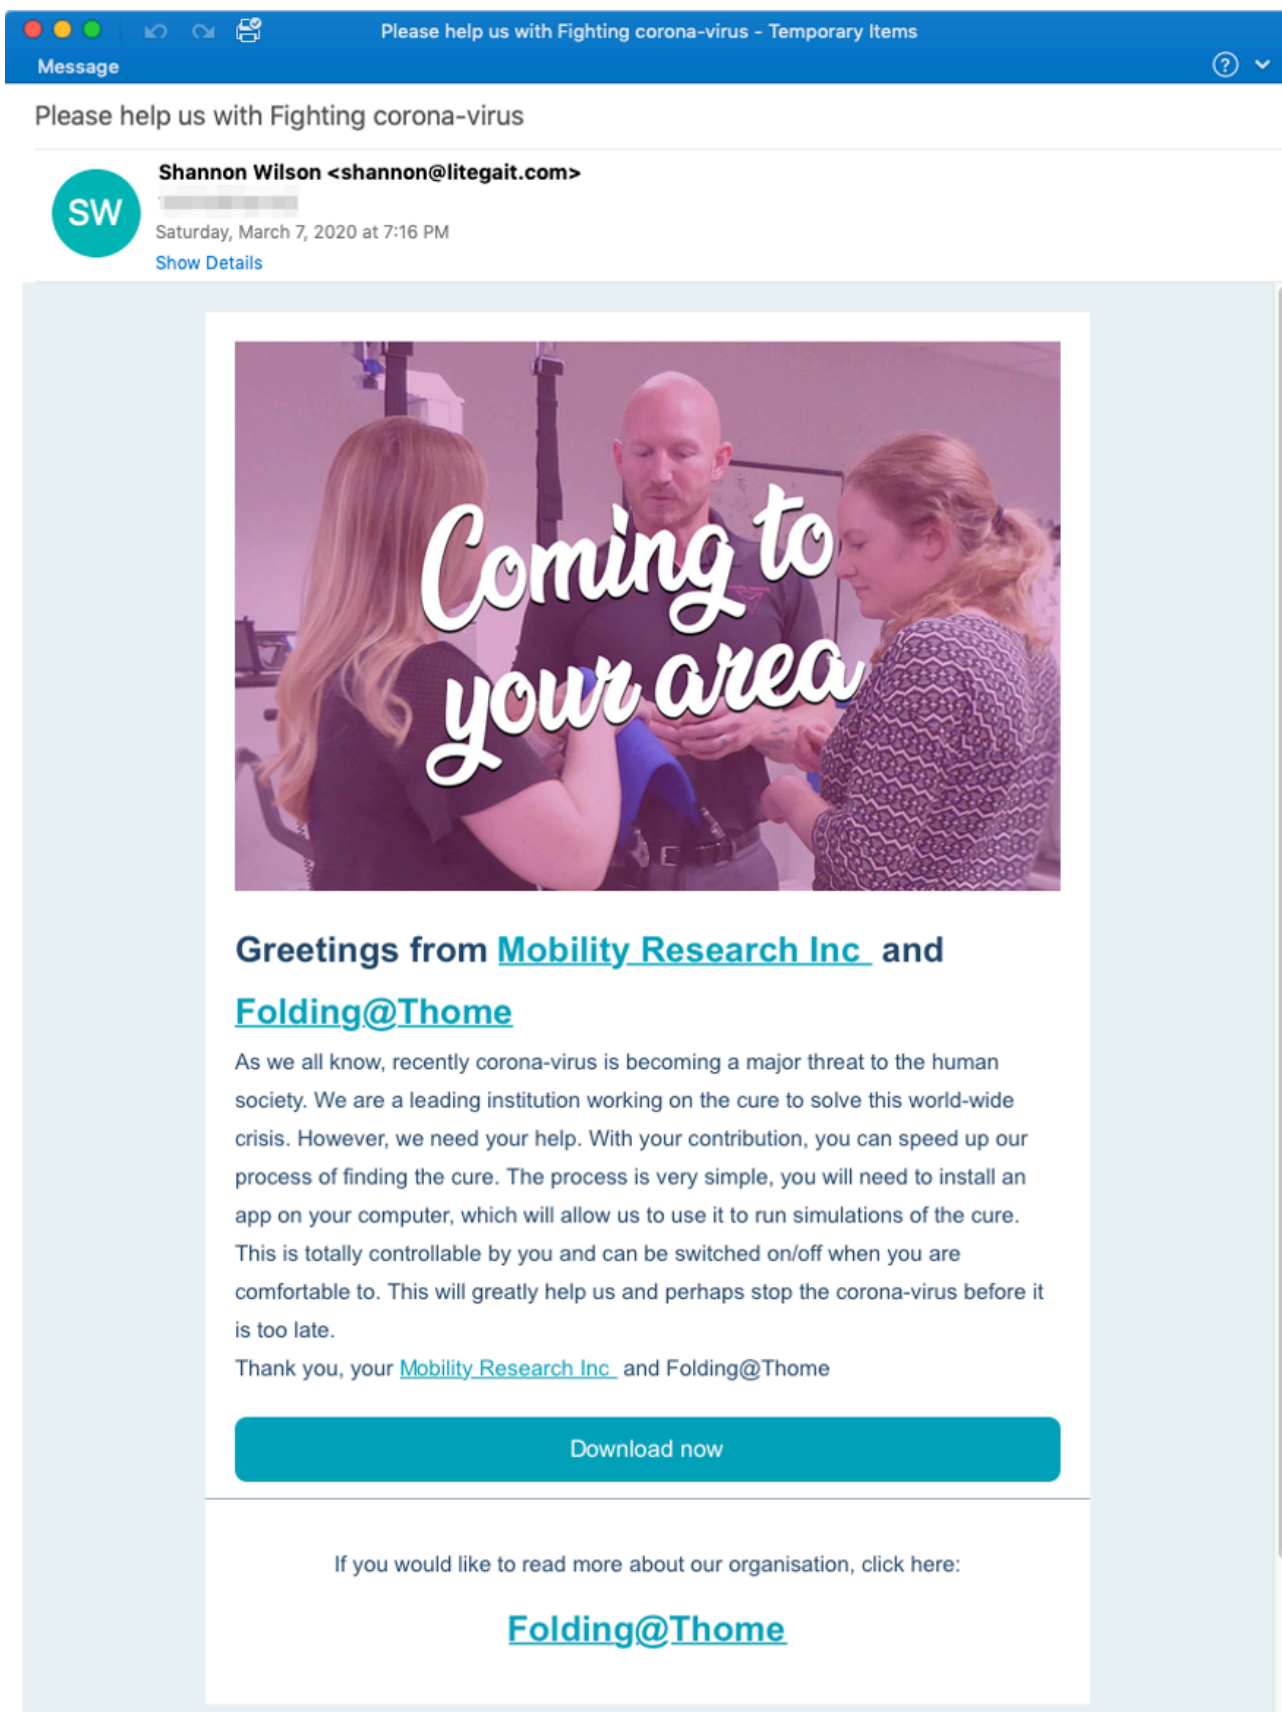 Please help us with Fighting corona-virus - Temporary Items
Message
Please help us with Fighting corona-virus
Shannon Wilson <shannon@litegait.com>
SW
Saturday, March 7, 2020 at 7:16 PM
Show Details
Coming to
your area
Greetings from Mobility Research Inc and
Folding@Thome
As we all know, recently corona-virus is becoming a major threat to the human
society. We are a leading institution working on the cure to solve this world-wide
crisis. However, we need your help. With your contribution, you can speed up our
process of finding the cure. The process is very simple, you will need to install an
app on your computer, which will allow us to use it to run simulations of the cure.
This is totally controllable by you and can be switched on/off when you are
comfortable to. This will greatly help us and perhaps stop the corona-virus before it
is too late.
Thank you, your Mobility Research Inc and Folding@Thome
Download now
If you would like to read more about our organisation, click here:
Folding@Thome